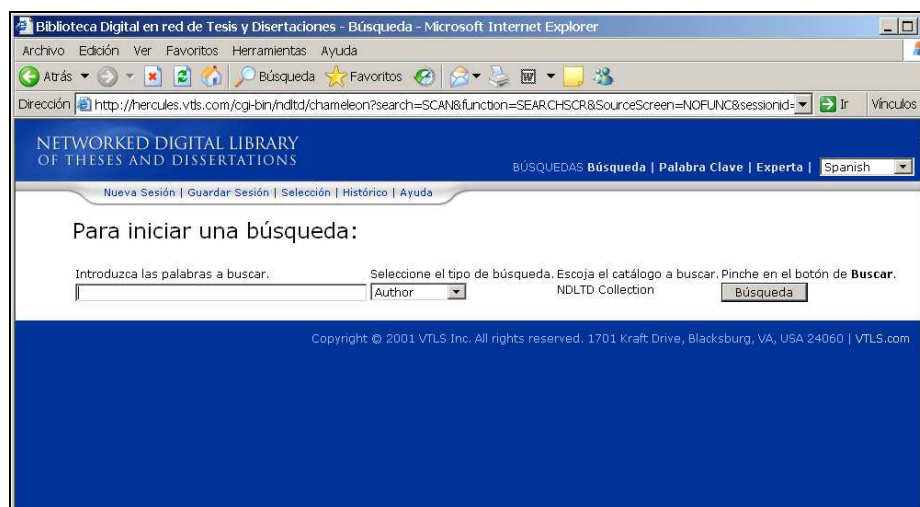 Biblioteca Digital en red de Tesis y Disertaciones - Búsqueda - Microsoft Internet Explorer
Archivo Edición Ver Favoritos Herramientas Ayuda
Atrás Búsqueda Favoritos
Dirección http://hercules.vtls.com/cgi-bin/ndltd/chameleon?search=SCAN&function=SEARCHSCR&SourceScreen=NOFUNC&sessionid= Ir Vínculos
NETWORKED DIGITAL LIBRARY
OF THESES AND DISSERTATIONS
BÚSQUEDAS Búsqueda | Palabra Clave | Experta | Spanish
Nueva Sesión | Guardar Sesión | Selección | Histórico | Ayuda
Para iniciar una búsqueda:
Introduzca las palabras a buscar. Seleccione el tipo de búsqueda. Escoja el catálogo a buscar. Pinche en el botón de Buscar.
Author NDLTD Collection Búsqueda
Copyright © 2001 VTLS Inc. All rights reserved. 1701 Kraft Drive, Blacksburg, VA, USA 24060 | VTLS.com